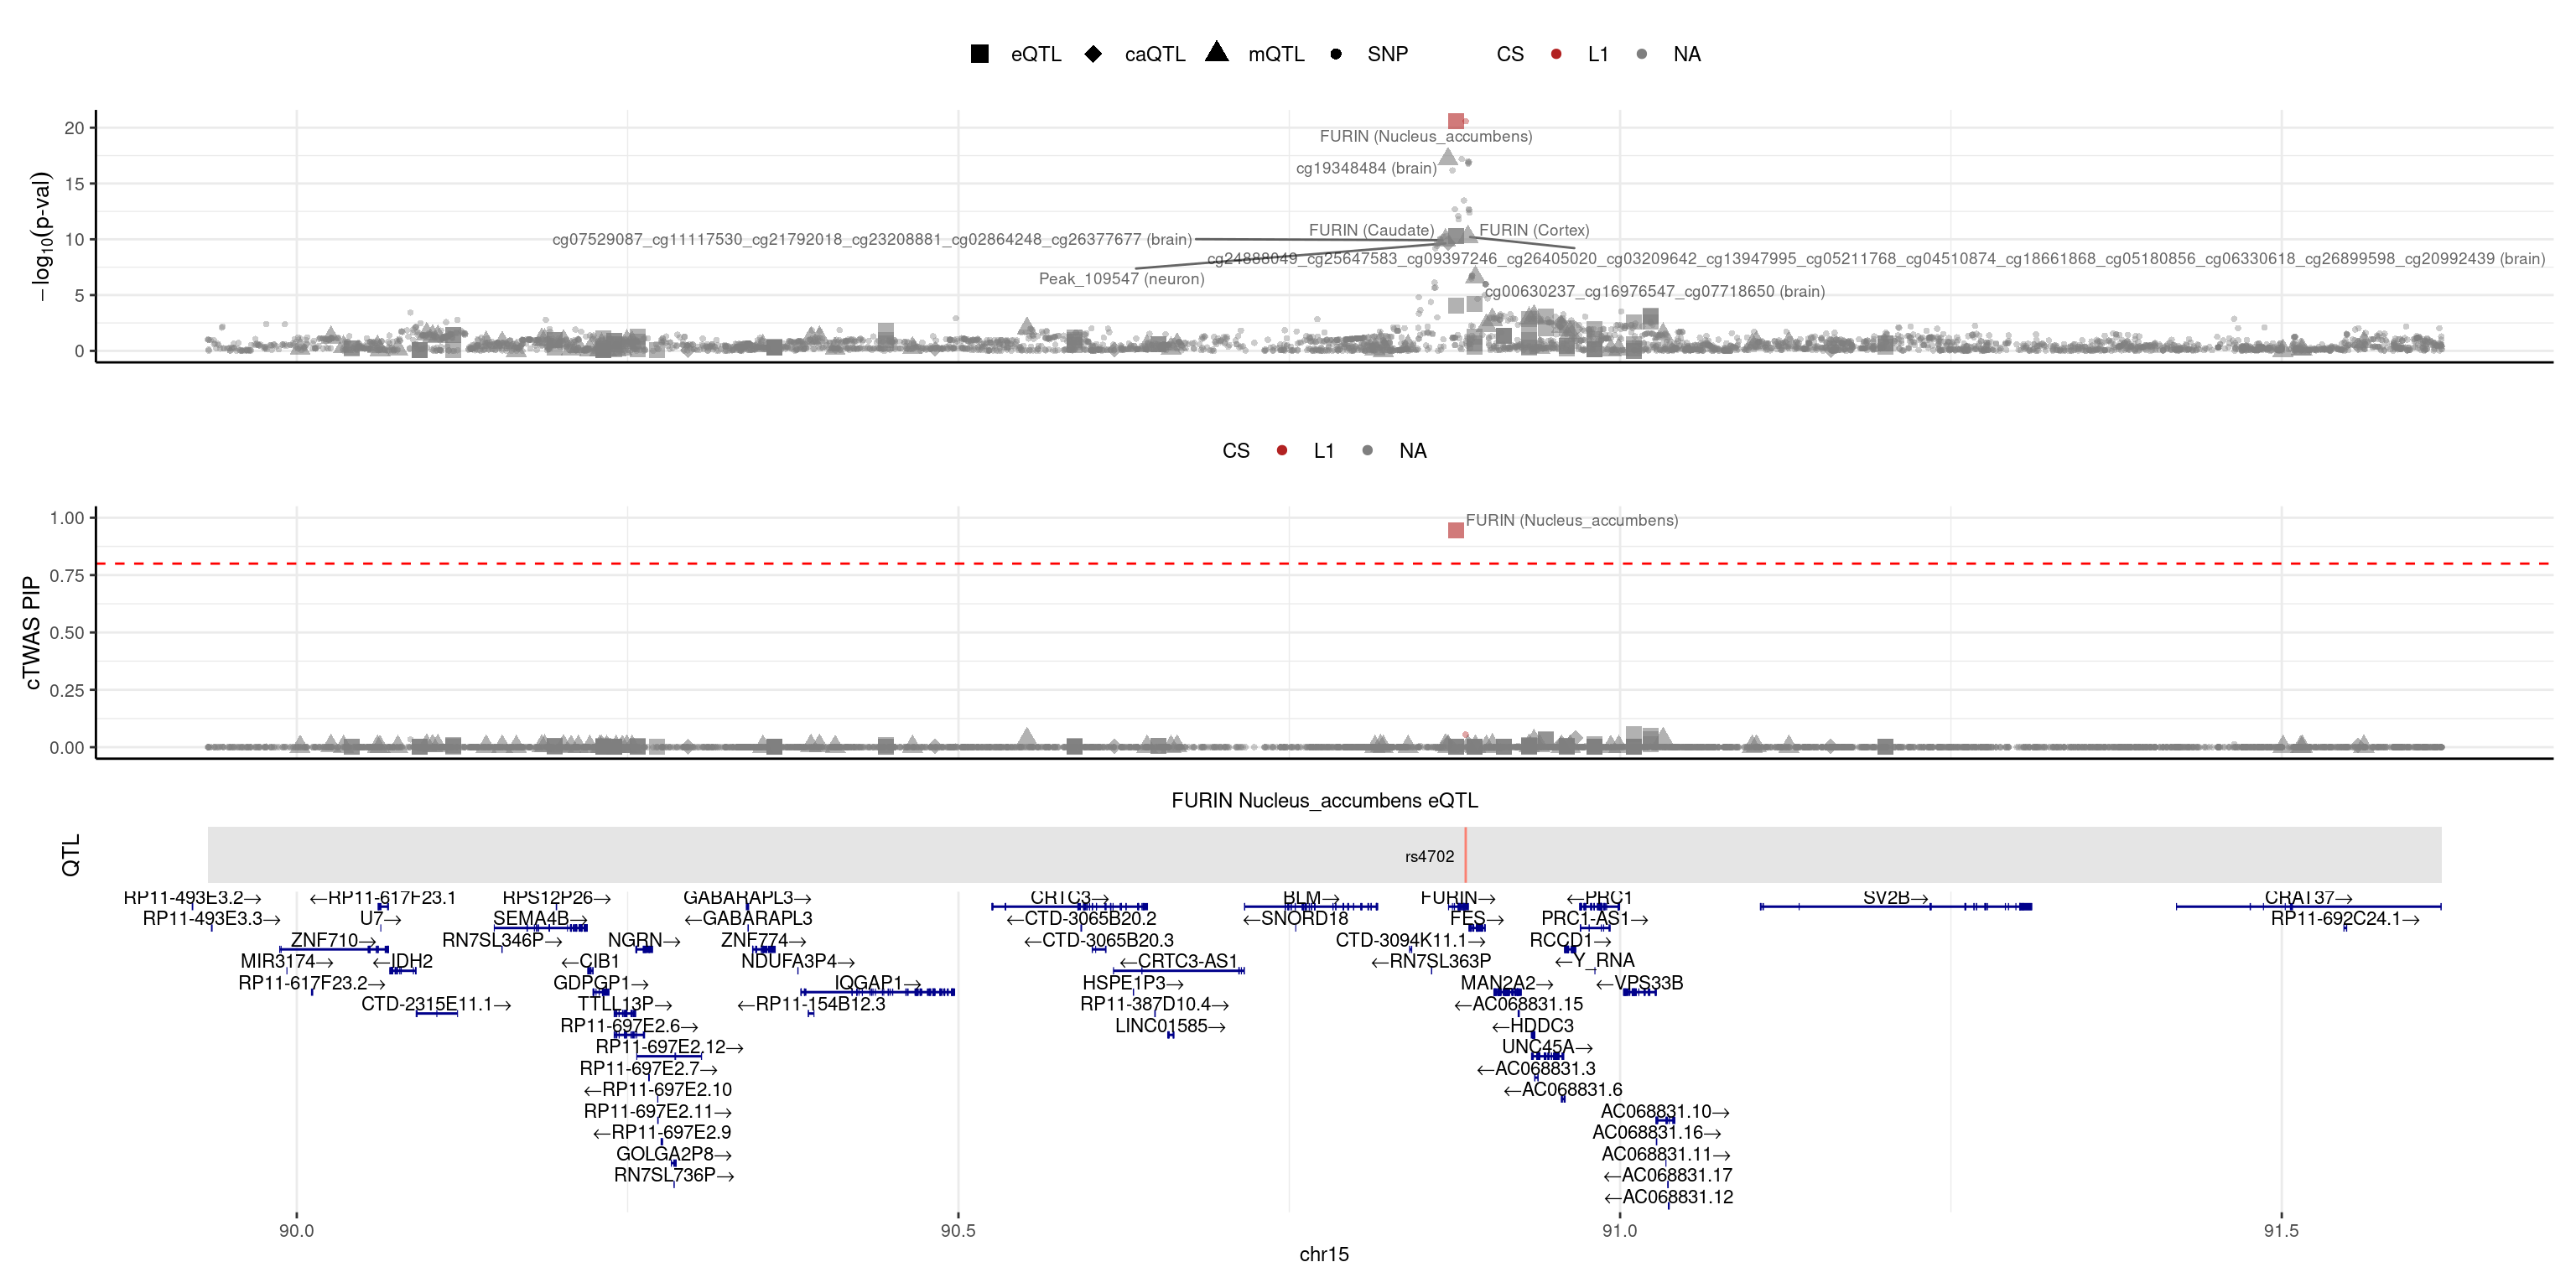 eQTL caQTL mQTL SNP CS L1 NA
−log10(p-val)
20
15
10
5
0
FURIN (Nucleus_accumbens)
cg19348484 (brain)
FURIN (Caudate)
FURIN (Cortex)
cg07529087_cg11117530_cg21792018_cg23208881_cg02864248_cg26377677 (brain)
cg24888049_cg25647583_cg09397246_cg26405020_cg03209642_cg13947995_cg05211768_cg04510874_cg18661868_cg05180856_cg06330618_cg26899598_cg20992439 (brain)
Peak_109547 (neuron)
cg00630237_cg16976547_cg07718650 (brain)
CS L1 NA
cTWAS PIP
1.00
0.75
0.50
0.25
0.00
FURIN (Nucleus_accumbens)
FURIN Nucleus_accumbens eQTL
QTL
rs4702
RP11-493E3.2→ ←RP11-617F23.1 RPS12P26→ GABARAPL3→ CRTC3→ BLM→ FURIN→ ←PRC1 SV2B→ CRAT37→
RP11-493E3.3→ U7→ SEMA4B→ ←GABARAPL3 ←CTD-3065B20.2 ←SNORD18 FES→ PRC1-AS1→ RP11-692C24.1→
ZNF710→ RN7SL346P→ NGRN→ ZNF774→ ←CTD-3065B20.3 CTD-3094K11.1→ RCCD1→
MIR3174→ ←IDH2 ←CIB1 NDUFA3P4→ ←CRTC3-AS1 ←RN7SL363P ←Y_RNA
RP11-617F23.2→ GDPGP1→ IQGAP1→ HSPE1P3→ MAN2A2→ ←VPS33B
CTD-2315E11.1→ TTLL13P→ ←RP11-154B12.3 RP11-387D10.4→ ←AC068831.15
RP11-697E2.6→ LINC01585→ ←HDDC3
RP11-697E2.12→ UNC45A→
RP11-697E2.7→ ←AC068831.3
←RP11-697E2.10 ←AC068831.6
RP11-697E2.11→ AC068831.10→
←RP11-697E2.9 AC068831.16→
GOLGA2P8→ AC068831.11→
RN7SL736P→ ←AC068831.17
←AC068831.12
90.0 90.5 91.0 91.5
chr15